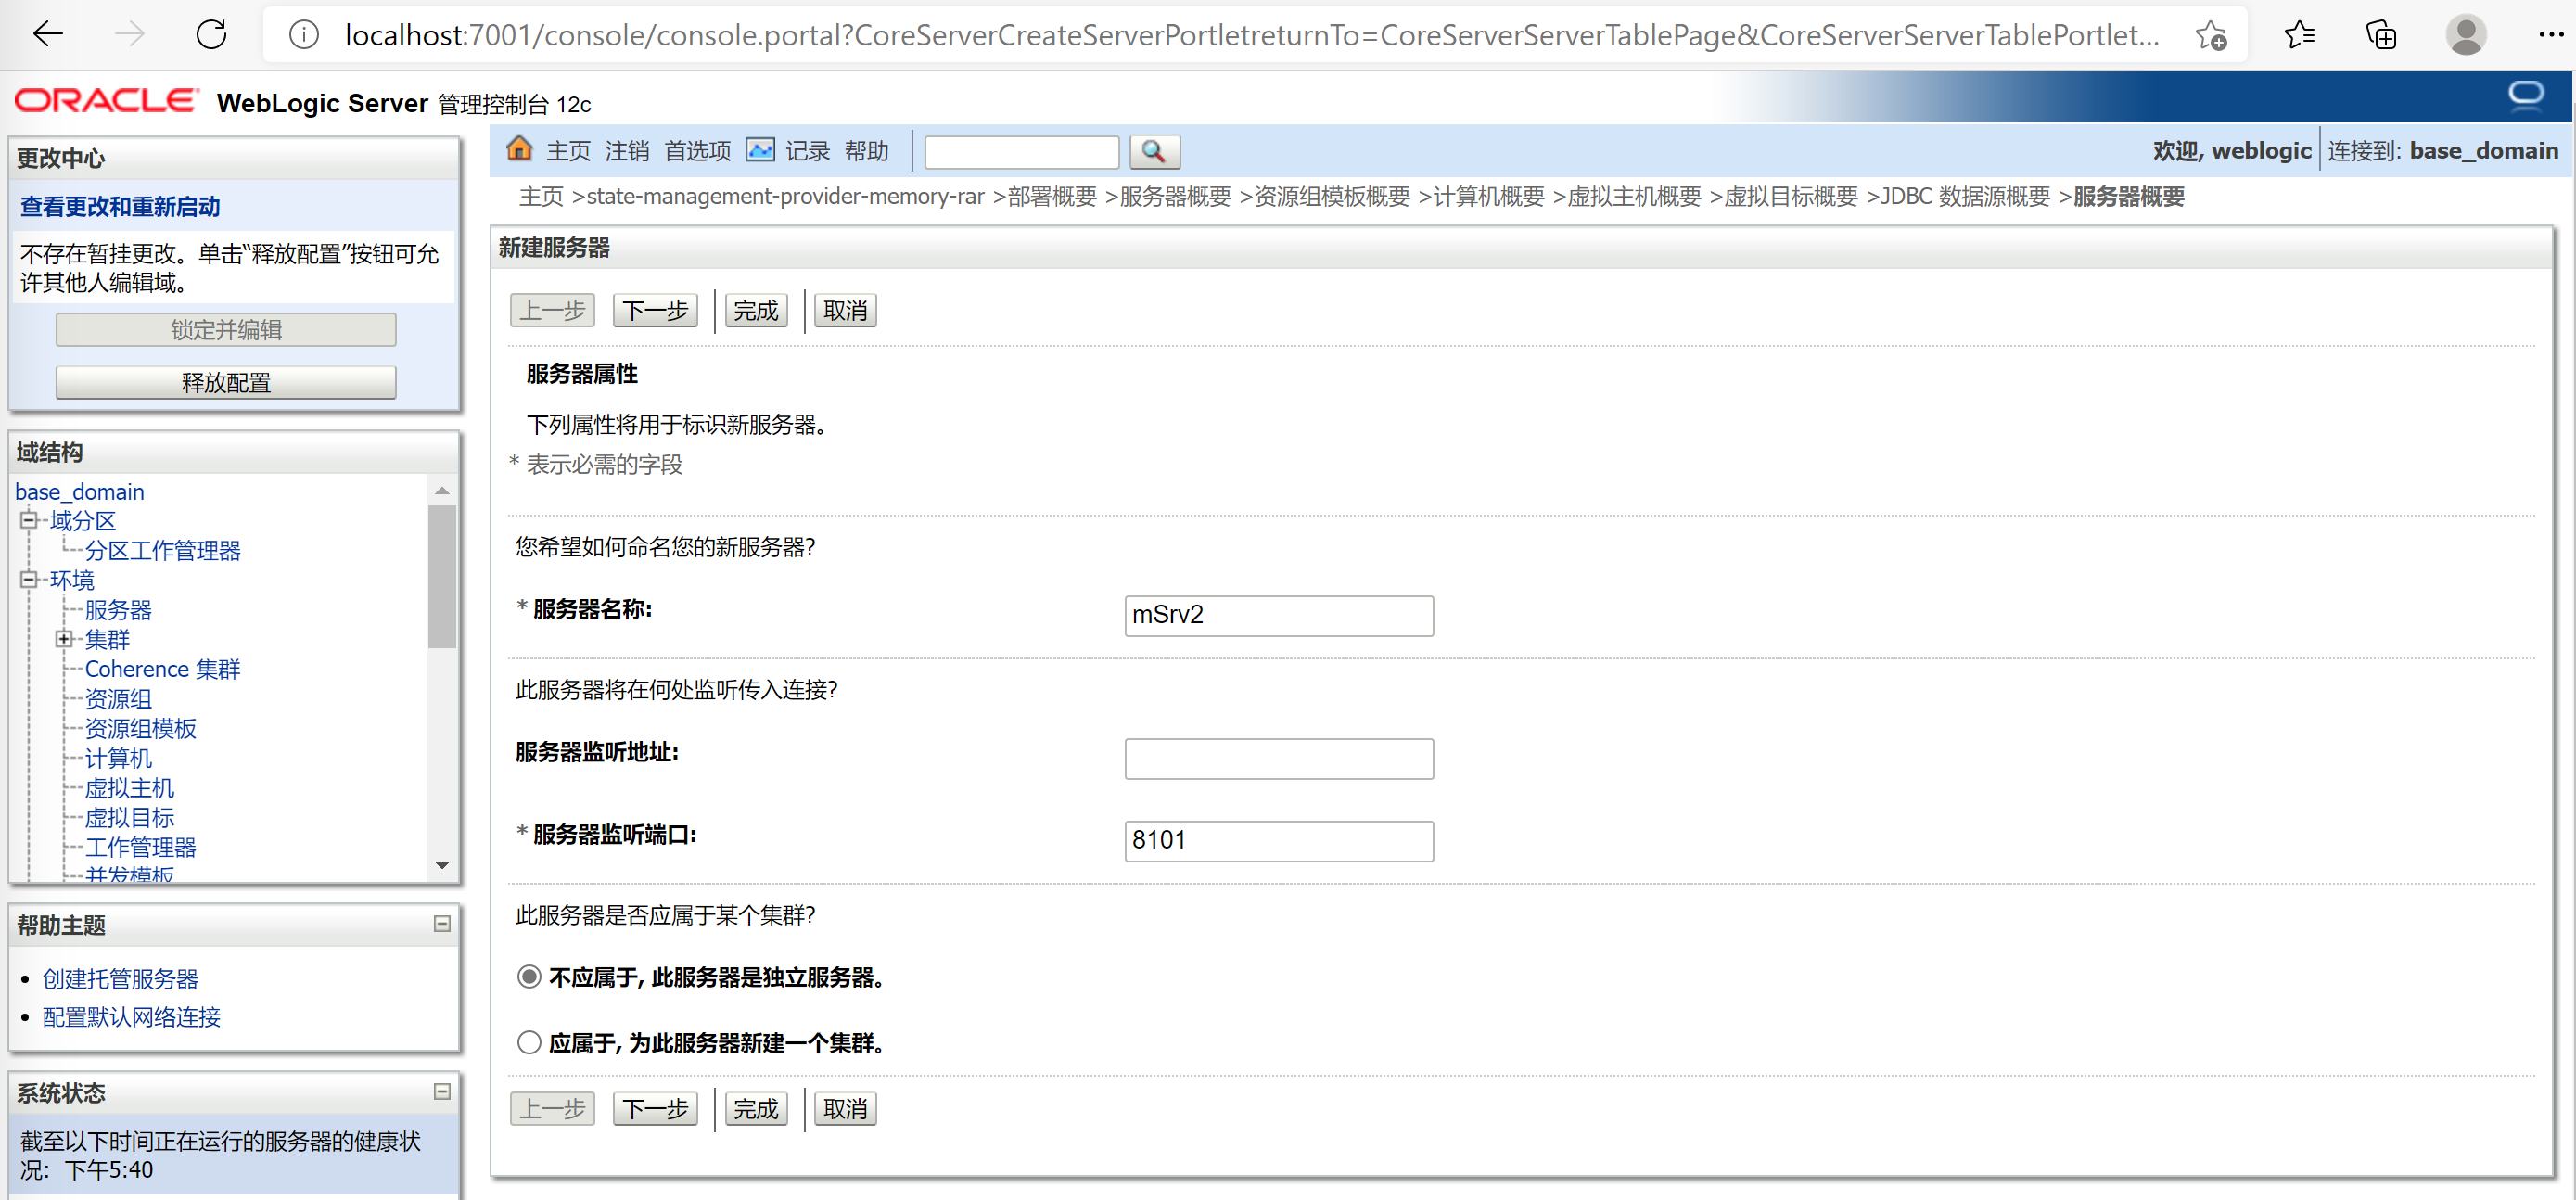 localhost:7001/console/console.portal?CoreServerCreateServerPortletreturnTo=CoreServerServerTablePage&CoreServerServerTablePortlet...
ORACLE WebLogic Server 管理控制台 12c
更改中心
查看更改和重新启动
不存在暂挂更改。单击“释放配置”按钮可允
许其他人编辑域。
锁定并编辑
释放配置
域结构
base_domain
域分区
分区工作管理器
环境
服务器
集群
Coherence 集群
资源组
资源组模板
计算机
虚拟主机
虚拟目标
工作管理器
并发模板
帮助主题
创建托管服务器
配置默认网络连接
系统状态
截至以下时间正在运行的服务器的健康状
况: 下午5:40
主页 注销 首选项 记录 帮助
欢迎, weblogic 连接到: base_domain
主页 >state-management-provider-memory-rar >部署概要 >服务器概要 >资源组模板概要 >计算机概要 >虚拟主机概要 >虚拟目标概要 >JDBC 数据源概要 >服务器概要
新建服务器
上一步 下一步 完成 取消
服务器属性
下列属性将用于标识新服务器。
* 表示必需的字段
您希望如何命名您的新服务器?
* 服务器名称: mSrv2
此服务器将在何处监听传入连接?
服务器监听地址:
* 服务器监听端口: 8101
此服务器是否应属于某个集群?
不应属于, 此服务器是独立服务器。
应属于, 为此服务器新建一个集群。
上一步 下一步 完成 取消